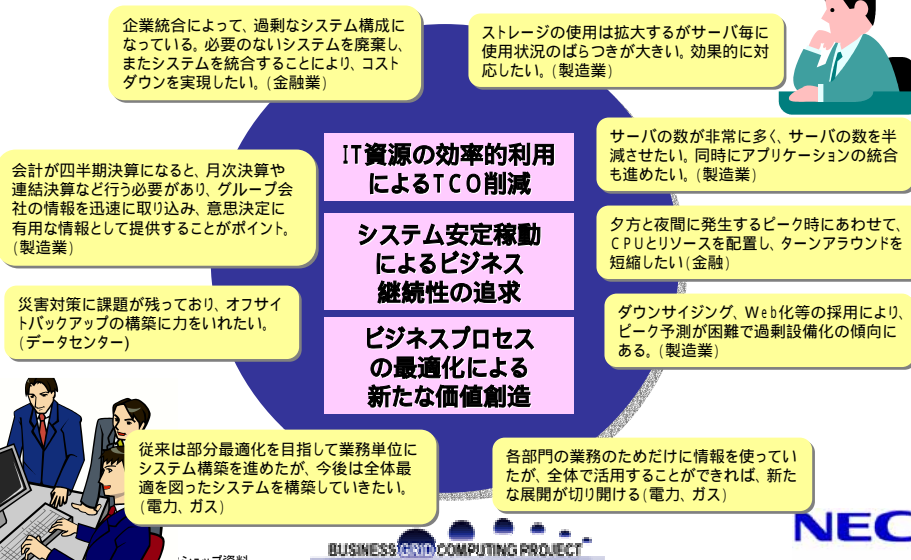 企業統合によって、過剰なシステム構成に
なっている。必要のないシステムを廃棄し、
またシステムを統合することにより、コスト
ダウンを実現したい。(金融業)
ストレージの使用は拡大するがサーバ毎に
使用状況のばらつきが大きい。効果的に対
応したい。(製造業)
会計が四半期決算になると、月次決算や
連結決算など行う必要があり、グループ会
社の情報を迅速に取り込み、意思決定に
有用な情報として提供することがポイント。
(製造業)
災害対策に課題が残っており、オフサイ
トバックアップの構築に力をいれたい。
(データセンター)
IT資源の効率的利用
によるTCO削減
システム安定稼動
によるビジネス
継続性の追求
ビジネスプロセス
の最適化による
新たな価値創造
サーバの数が非常に多く、サーバの数を半
減させたい。同時にアプリケーションの統合
も進めたい。(製造業)
夕方と夜間に発生するピーク時にあわせて、
CPUとリソースを配置し、ターンアラウンドを
短縮したい(金融)
ダウンサイジング、Web化等の採用により、
ピーク予測が困難で過剰設備化の傾向に
ある。(製造業)
従来は部分最適化を目指して業務単位に
システム構築を進めたが、今後は全体最
適を図ったシステムを構築していきたい。
(電力、ガス)
各部門の業務のためだけに情報を使ってい
たが、全体で活用することができれば、新た
な展開が切り開ける(電力、ガス)
ショップ資料
BUSINESS GRID COMPUTING PROJECT
NEC